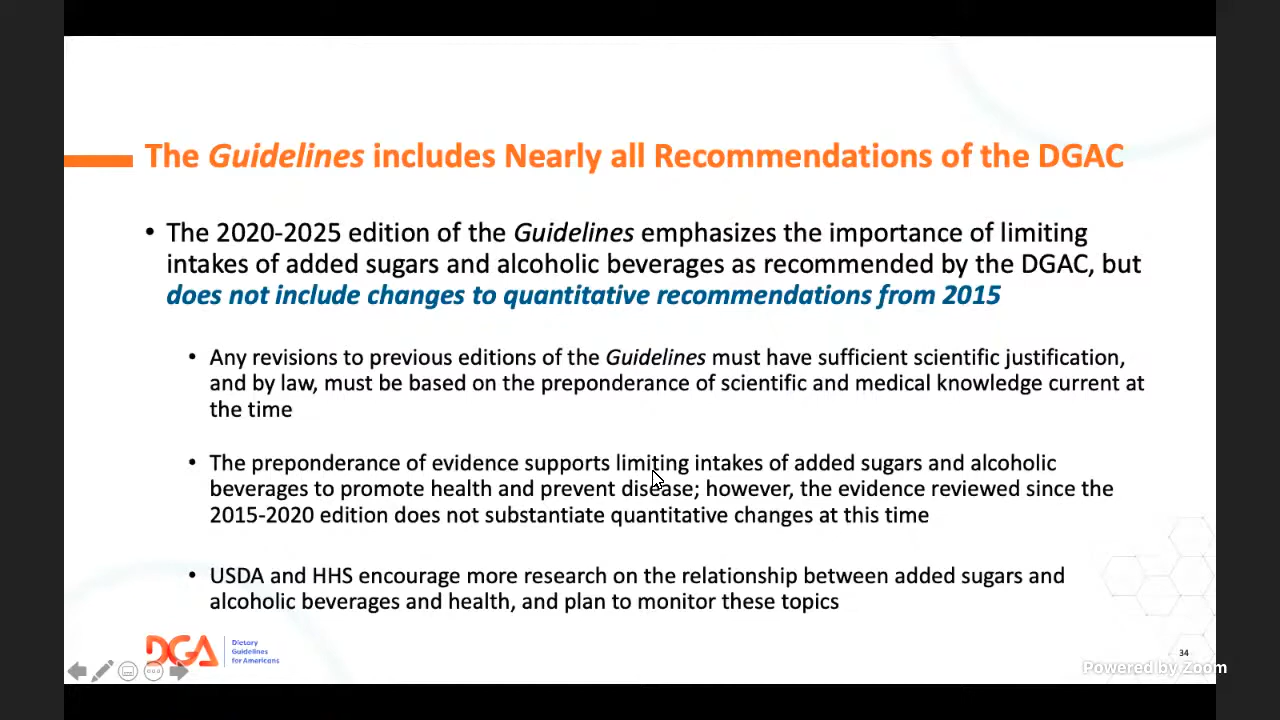 The Guidelines includes Nearly all Recommendations of the DGAC
• The 2020-2025 edition of the Guidelines emphasizes the importance of limiting
intakes of added sugars and alcoholic beverages as recommended by the DGAC, but
does not include changes to quantitative recommendations from 2015
• Any revisions to previous editions of the Guidelines must have sufficient scientific justification,
and by law, must be based on the preponderance of scientific and medical knowledge current at
the time
• The preponderance of evidence supports limiting intakes of added sugars and alcoholic
beverages to promote health and prevent disease; however, the evidence reviewed since the
2015-2020 edition does not substantiate quantitative changes at this time
• USDA and HHS encourage more research on the relationship between added sugars and
alcoholic beverages and health, and plan to monitor these topics
DGA
Dietary
Guidelines
for Americans
34
Powered by Zoom